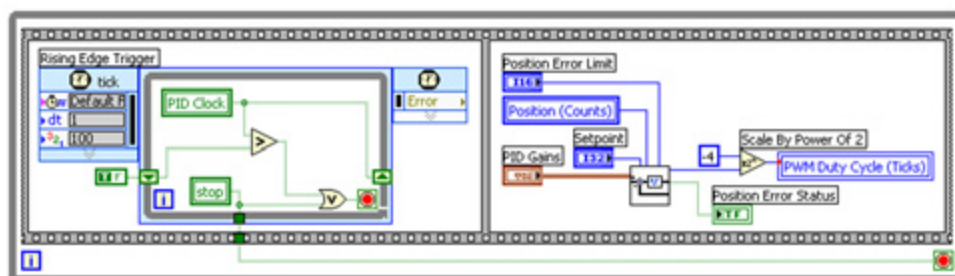 Rising Edge Trigger
tick
Default
dt 1
100
PID Clock
Error
TF
i
stop
Position Error Limit
I16
Position (Counts)
Setpoint
I32
PID Gains
-4
Scale By Power Of 2
PWM Duty Cycle (Ticks)
Position Error Status
TF
i